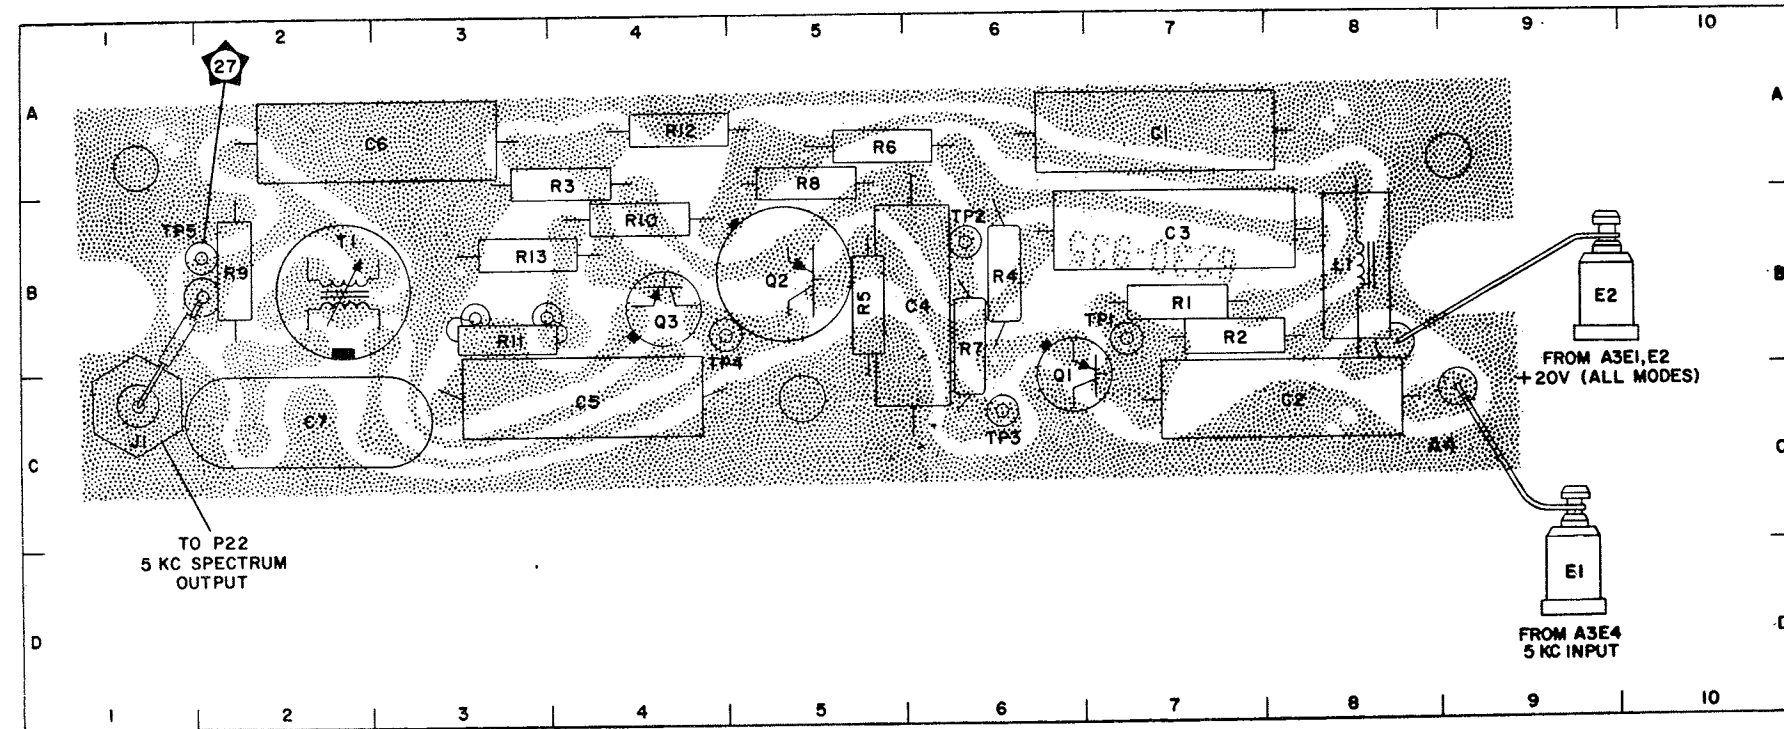 1 2 3 4 5 6 7 8 9 10
27
A A
C6
R12
R6
C1
R3
R8
R10
TP5
T1
TP2
C3
R13
R9
Q2
R4
L1
B B
R5
C4
R1
E2
Q3
R11
TP4
R7
TP1
R2
Q1
FROM A3E1, E2
+20V (ALL MODES)
C7
C5
C2
J1
TP3
A4
C C
TO P22
5 KC SPECTRUM
OUTPUT
E1
D D
FROM A3E4
5 KC INPUT
1 2 3 4 5 6 7 8 9 10